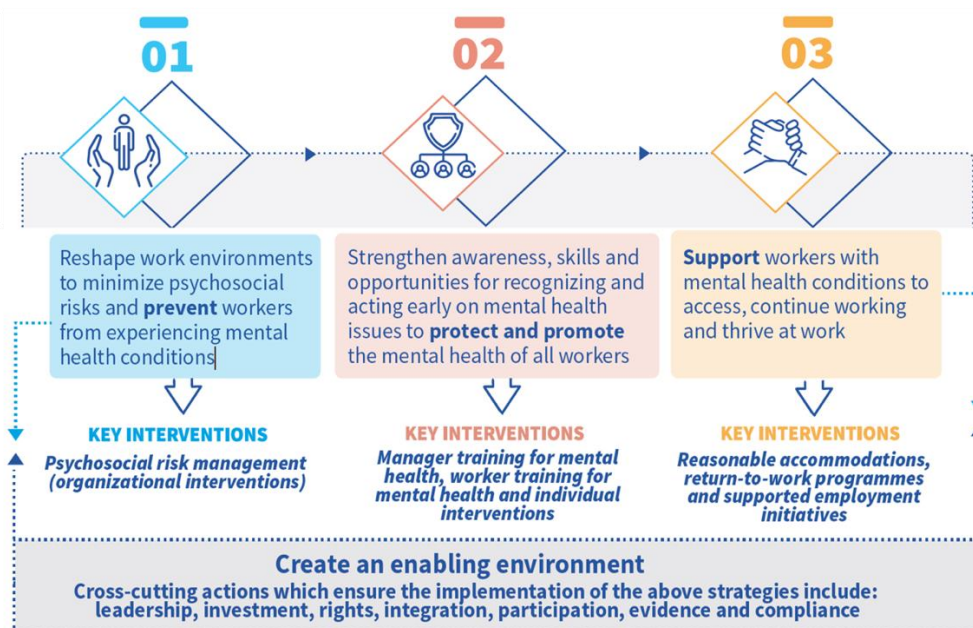 01
02
03
Reshape work environments
to minimize psychosocial
risks and prevent workers
from experiencing mental
health conditions
Strengthen awareness, skills and
opportunities for recognizing and
acting early on mental health
issues to protect and promote
the mental health of all workers
Support workers with
mental health conditions to
access, continue working
and thrive at work
KEY INTERVENTIONS
Psychosocial risk management
(organizational interventions)
KEY INTERVENTIONS
Manager training for mental
health, worker training for
mental health and individual
interventions
KEY INTERVENTIONS
Reasonable accommodations,
return-to-work programmes
and supported employment
initiatives
Create an enabling environment
Cross-cutting actions which ensure the implementation of the above strategies include:
leadership, investment, rights, integration, participation, evidence and compliance